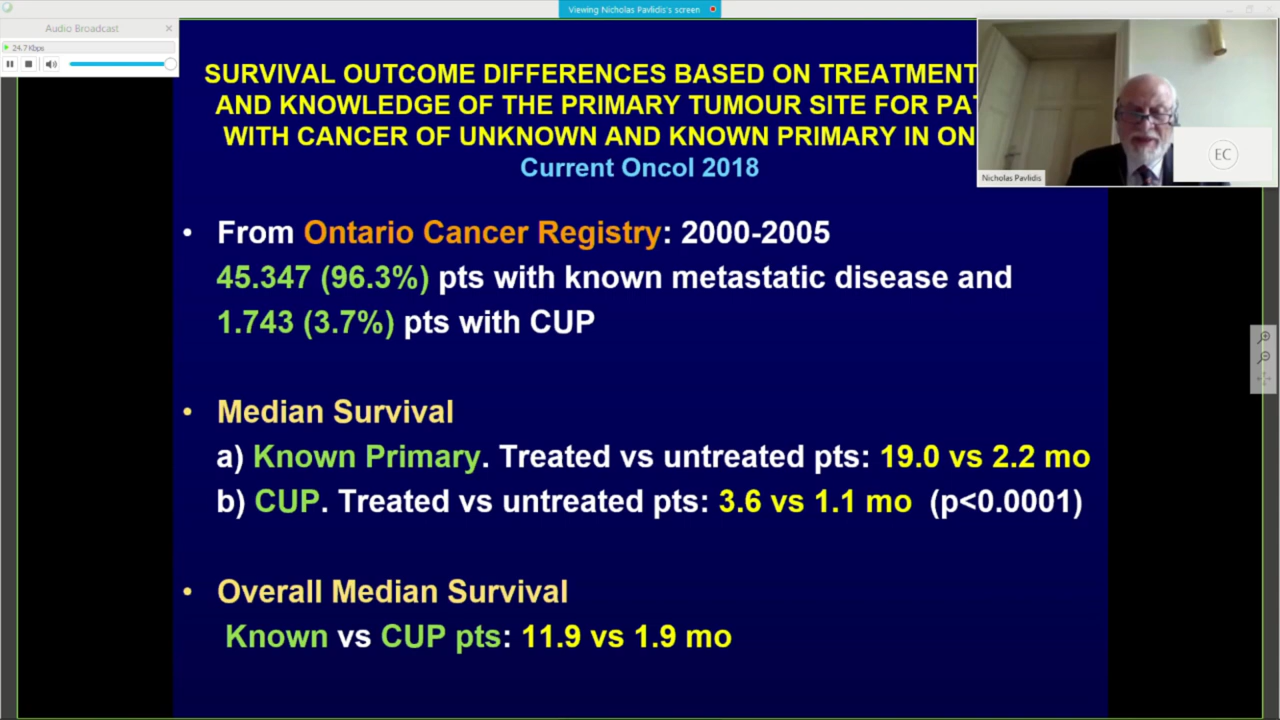 Viewing Nicholas Pavlidis's screen
Audio Broadcast
24.7Kbps
SURVIVAL OUTCOME DIFFERENCES BASED ON TREATMENT
AND KNOWLEDGE OF THE PRIMARY TUMOUR SITE FOR PAT
WITH CANCER OF UNKNOWN AND KNOWN PRIMARY IN ON
Current Oncol 2018
EC
Nicholas Pavlidis
• From Ontario Cancer Registry: 2000-2005
45.347 (96.3%) pts with known metastatic disease and
1.743 (3.7%) pts with CUP
• Median Survival
a) Known Primary. Treated vs untreated pts: 19.0 vs 2.2 mo
b) CUP. Treated vs untreated pts: 3.6 vs 1.1 mo (p<0.0001)
• Overall Median Survival
Known vs CUP pts: 11.9 vs 1.9 mo